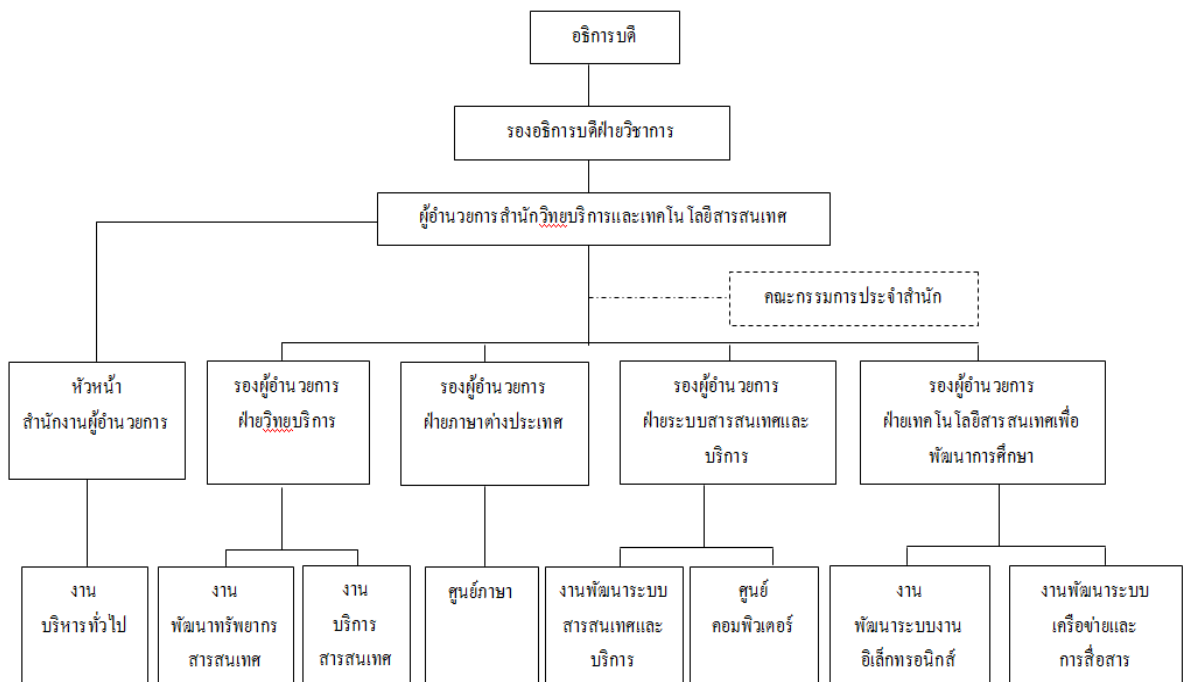 อธิการบดี
รองอธิการบดีฝ่ายวิชาการ
ผู้อำนวยการสำนักวิทยบริการและเทคโนโลยีสารสนเทศ
คณะกรรมการประจำสำนัก
หัวหน้า
สำนักงานผู้อำนวยการ
รองผู้อำนวยการ
ฝ่ายวิทยบริการ
รองผู้อำนวยการ
ฝ่ายภาษาต่างประเทศ
รองผู้อำนวยการ
ฝ่ายระบบสารสนเทศและ
บริการ
รองผู้อำนวยการ
ฝ่ายเทคโนโลยีสารสนเทศเพื่อ
พัฒนาการศึกษา
งาน
บริหารทั่วไป
งาน
พัฒนาทรัพยากร
สารสนเทศ
งาน
บริการ
สารสนเทศ
ศูนย์ภาษา
งานพัฒนาระบบ
สารสนเทศและ
บริการ
ศูนย์
คอมพิวเตอร์
งาน
พัฒนาระบบงาน
อิเล็กทรอนิกส์
งานพัฒนาระบบ
เครือข่ายและ
การสื่อสาร